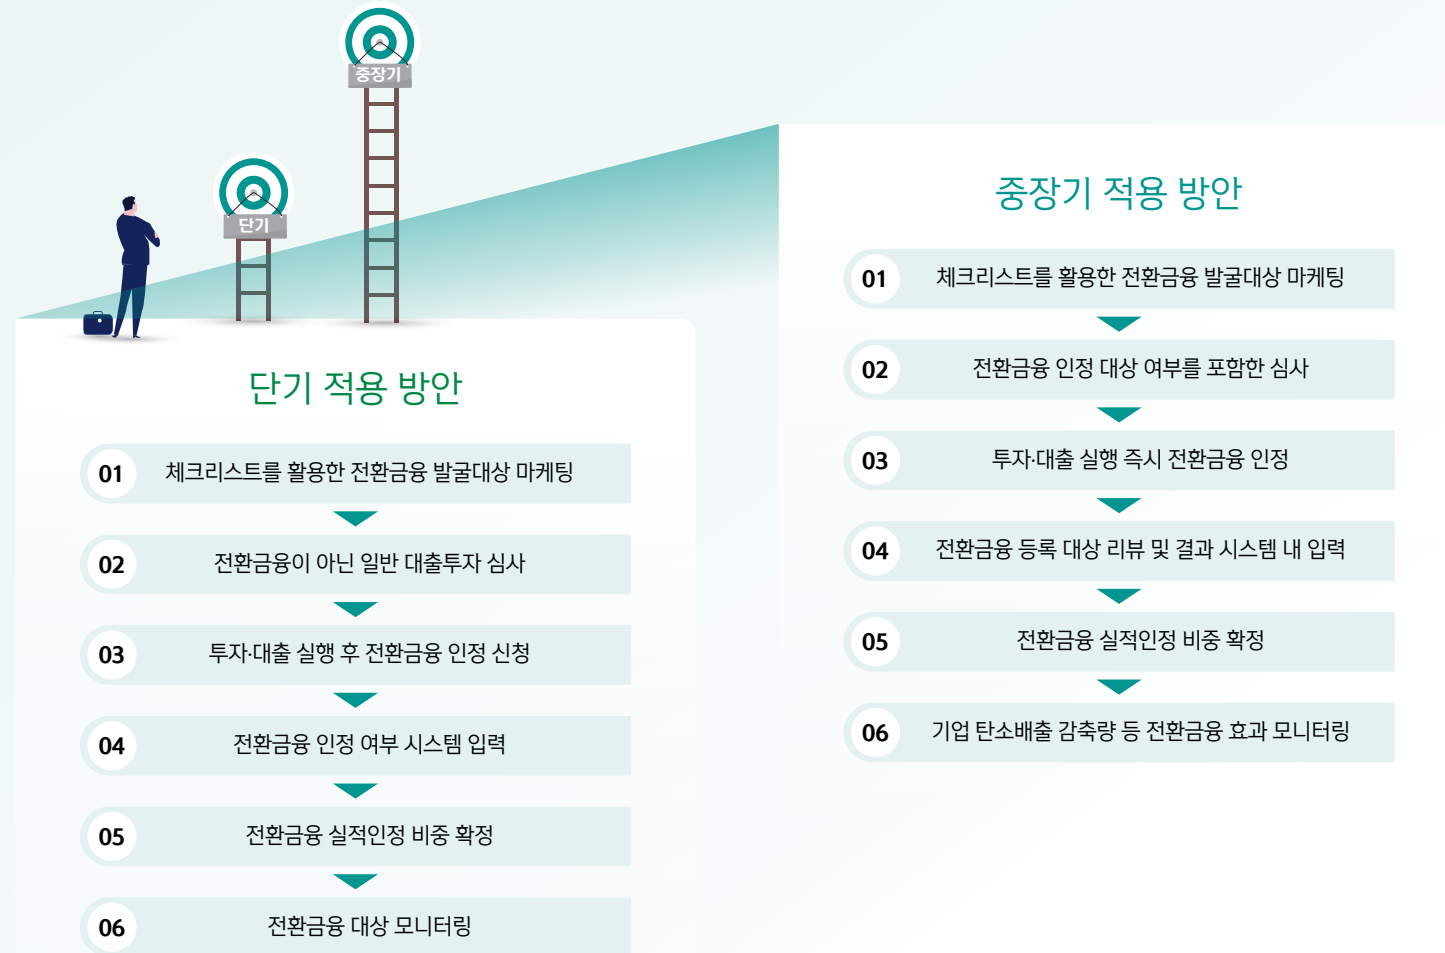 중장기
단기
단기 적용 방안
01 체크리스트를 활용한 전환금융 발굴대상 마케팅
02 전환금융이 아닌 일반 대출투자 심사
03 투자·대출 실행 후 전환금융 인정 신청
04 전환금융 인정 여부 시스템 입력
05 전환금융 실적인정 비중 확정
06 전환금융 대상 모니터링
중장기 적용 방안
01 체크리스트를 활용한 전환금융 발굴대상 마케팅
02 전환금융 인정 대상 여부를 포함한 심사
03 투자·대출 실행 즉시 전환금융 인정
04 전환금융 등록 대상 리뷰 및 결과 시스템 내 입력
05 전환금융 실적인정 비중 확정
06 기업 탄소배출 감축량 등 전환금융 효과 모니터링